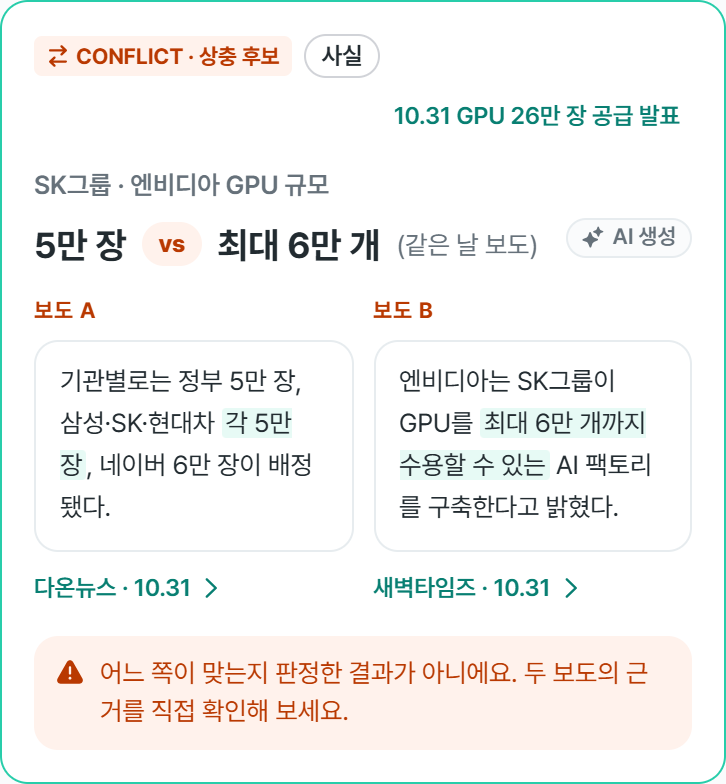 CONFLICT · 상충 후보
사실
10.31 GPU 26만 장 공급 발표
SK그룹 · 엔비디아 GPU 규모
5만 장 vs 최대 6만 개 (같은 날 보도)
AI 생성
보도 A
기관별로는 정부 5만 장,
삼성·SK·현대차 각 5만
장, 네이버 6만 장이 배정
됐다.
다온뉴스 · 10.31
보도 B
엔비디아는 SK그룹이
GPU를 최대 6만 개까지
수용할 수 있는 AI 팩토리
를 구축한다고 밝혔다.
새벽타임즈 · 10.31
어느 쪽이 맞는지 판정한 결과가 아니에요. 두 보도의 근
거를 직접 확인해 보세요.